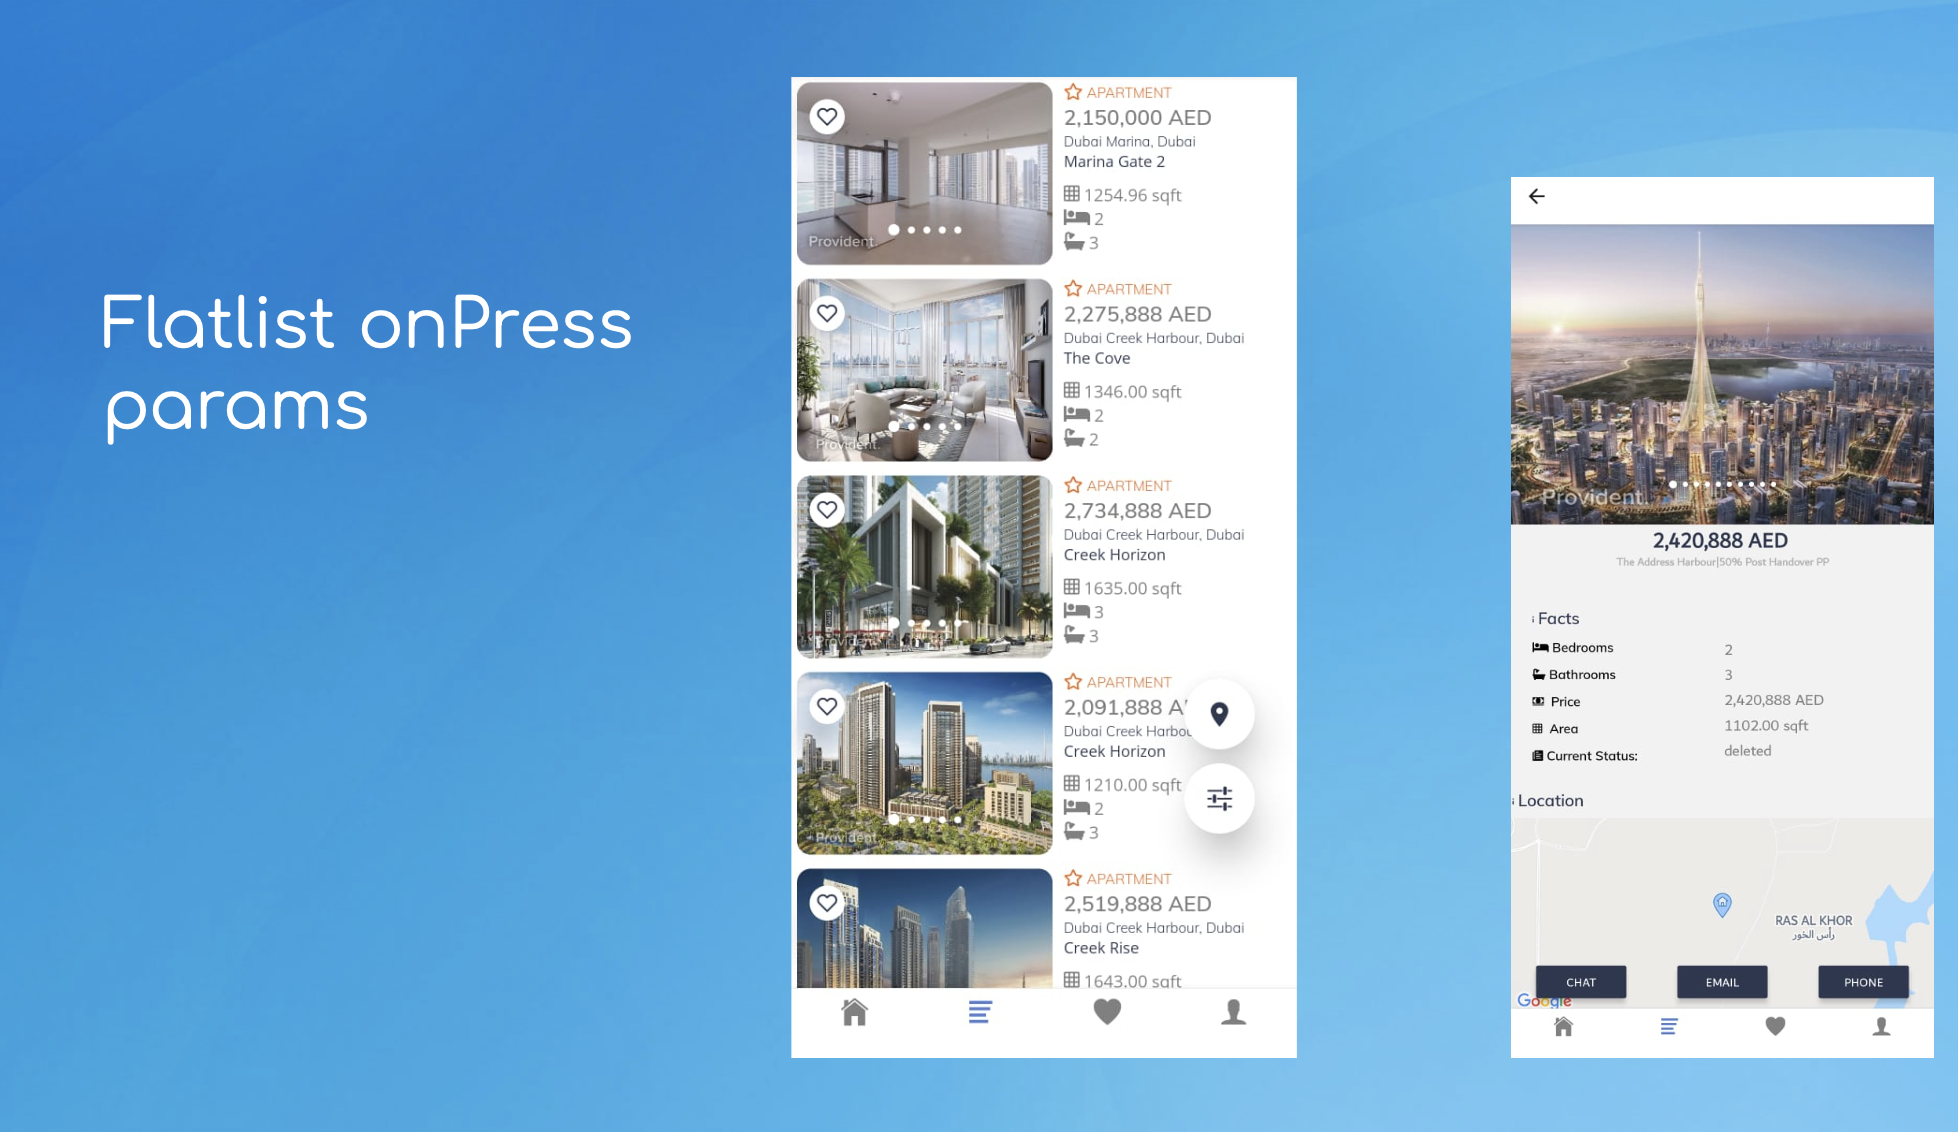 Flatlist onPress
params
APARTMENT
2,150,000 AED
Dubai Marina, Dubai
Marina Gate 2
1254.96 sqft
2
3
Provident.
APARTMENT
2,275,888 AED
Dubai Creek Harbour, Dubai
The Cove
1346.00 sqft
2
2
Provident.
APARTMENT
2,734,888 AED
Dubai Creek Harbour, Dubai
Creek Horizon
1635.00 sqft
3
3
Provident.
APARTMENT
2,091,888 A
Dubai Creek Harbou
Creek Horizon
1210.00 sqft
2
3
Provident.
APARTMENT
2,519,888 AED
Dubai Creek Harbour, Dubai
Creek Rise
1643.00 sqft
Provident.
2,420,888 AED
The Address Harbour|50% Post Handover PP
Facts
Bedrooms 2
Bathrooms 3
Price 2,420,888 AED
Area 1102.00 sqft
Current Status: deleted
Location
RAS AL KHOR
رأس الخور
CHAT EMAIL PHONE
Google